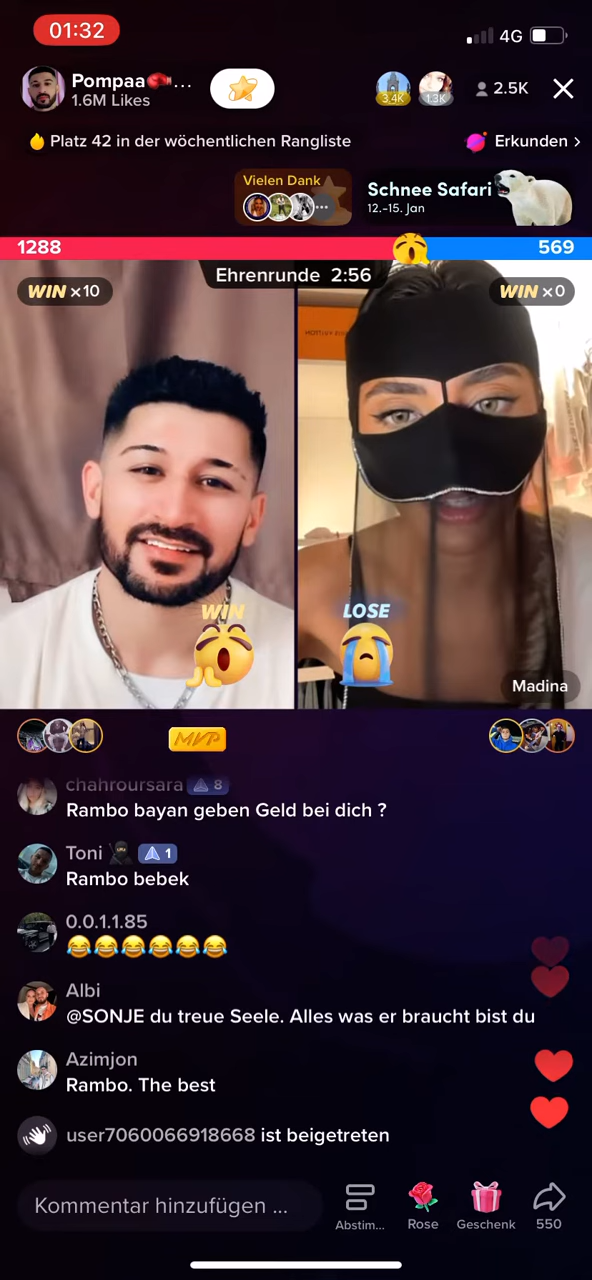 01:32
4G
Pompaa🥊...
1.6M Likes
3.4K
1.3K
2.5K
Platz 42 in der wöchentlichen Rangliste
Erkunden >
Vielen Dank
Schnee Safari
12.-15. Jan
1288
569
Ehrenrunde 2:56
WIN x10
WIN x0
WIN
LOSE
Madina
MVP
chahroursara 8
Rambo bayan geben Geld bei dich ?
Toni 🥷 1
Rambo bebek
0.0.1.1.85
😂😂😂😂😂😂
Albi
@SONJE du treue Seele. Alles was er braucht bist du
Azimjon
Rambo. The best
user7060066918668 ist beigetreten
Kommentar hinzufügen ...
Abstim...
Rose
Geschenk
550